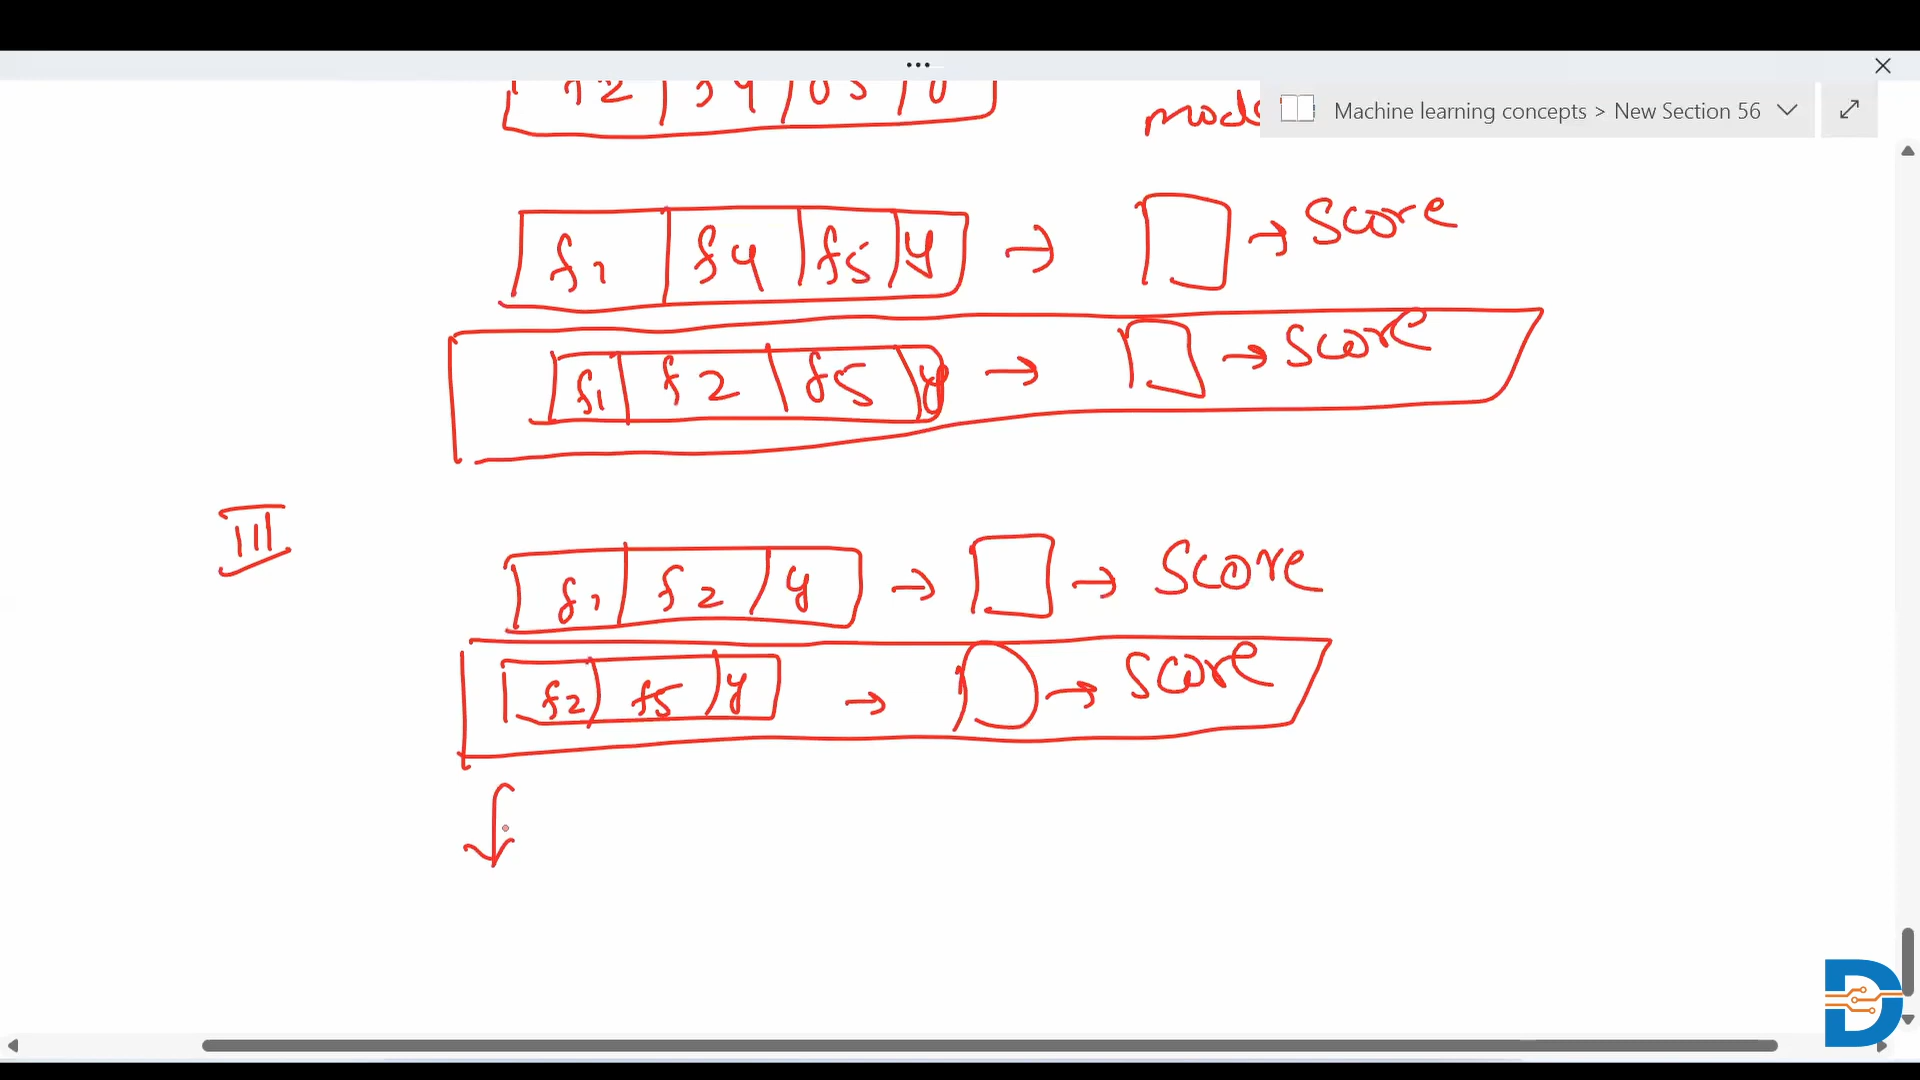 mode
Machine learning concepts > New Section 56
f1 f4 f5 y → → Score
f1 f2 f5 y → → Score
III
f1 f2 y → → Score
f2 f5 y → → Score